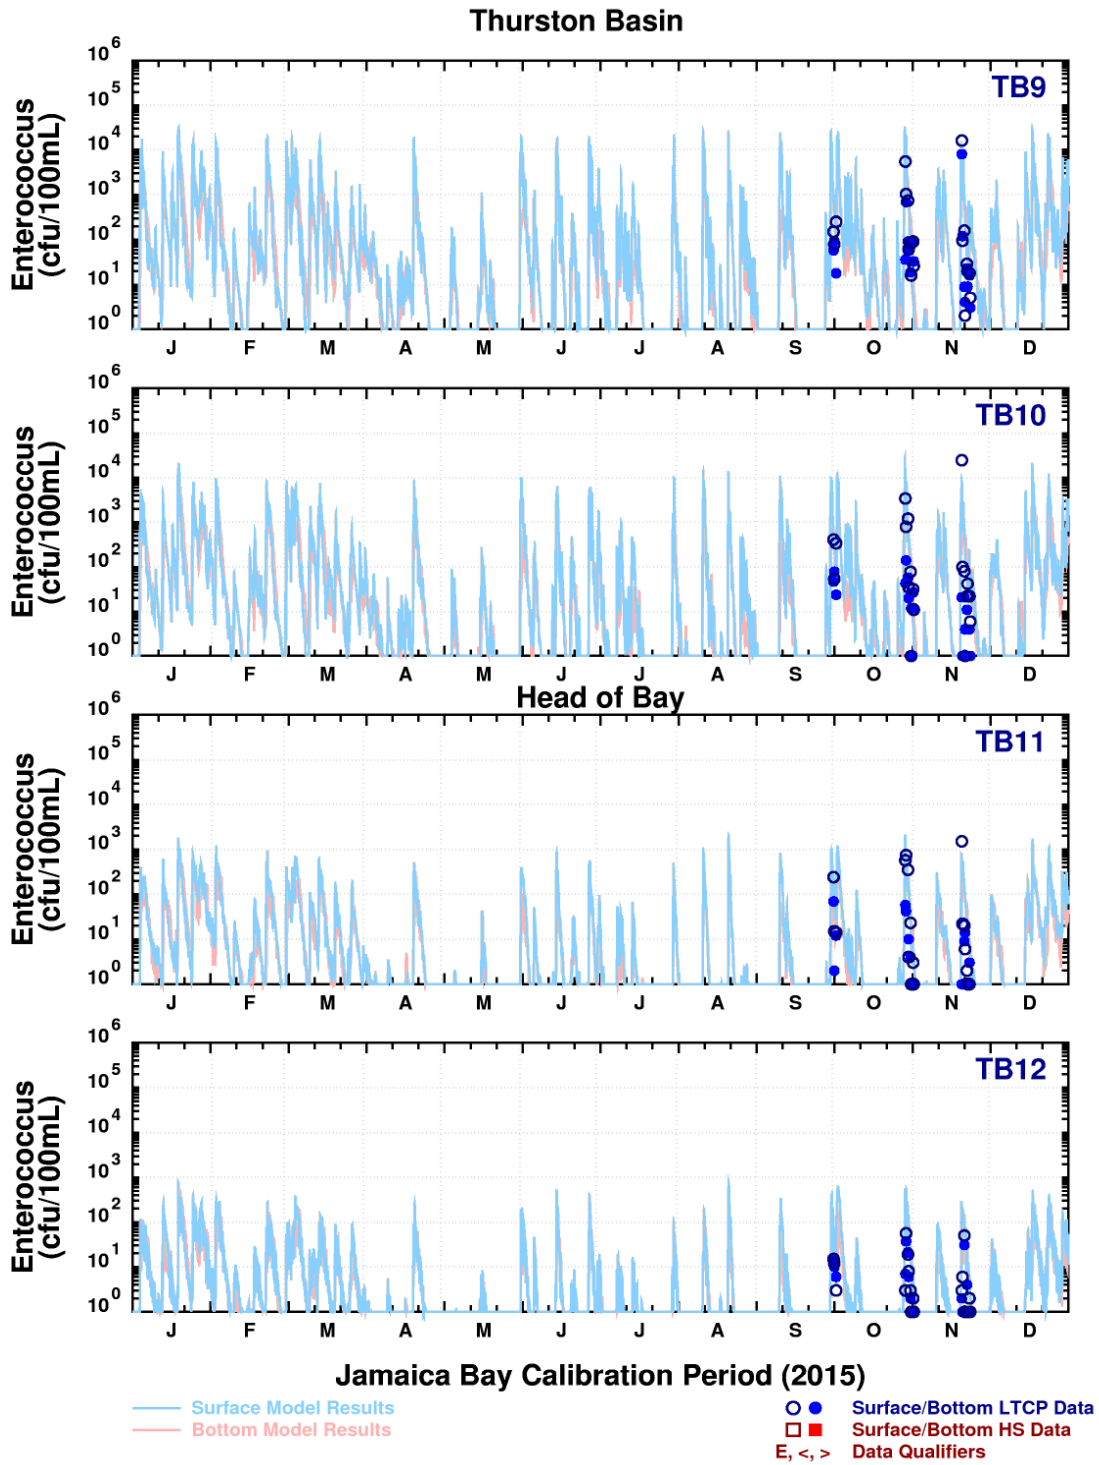 Thurston Basin
TB9
Enterococcus
(cfu/100mL)
10^6
10^5
10^4
10^3
10^2
10^1
10^0
J F M A M J J A S O N D
TB10
Enterococcus
(cfu/100mL)
10^6
10^5
10^4
10^3
10^2
10^1
10^0
J F M A M J J A S O N D
Head of Bay
TB11
Enterococcus
(cfu/100mL)
10^6
10^5
10^4
10^3
10^2
10^1
10^0
J F M A M J J A S O N D
TB12
Enterococcus
(cfu/100mL)
10^6
10^5
10^4
10^3
10^2
10^1
10^0
J F M A M J J A S O N D
Jamaica Bay Calibration Period (2015)
Surface Model Results
Bottom Model Results
Surface/Bottom LTCP Data
Surface/Bottom HS Data
E, <, > Data Qualifiers